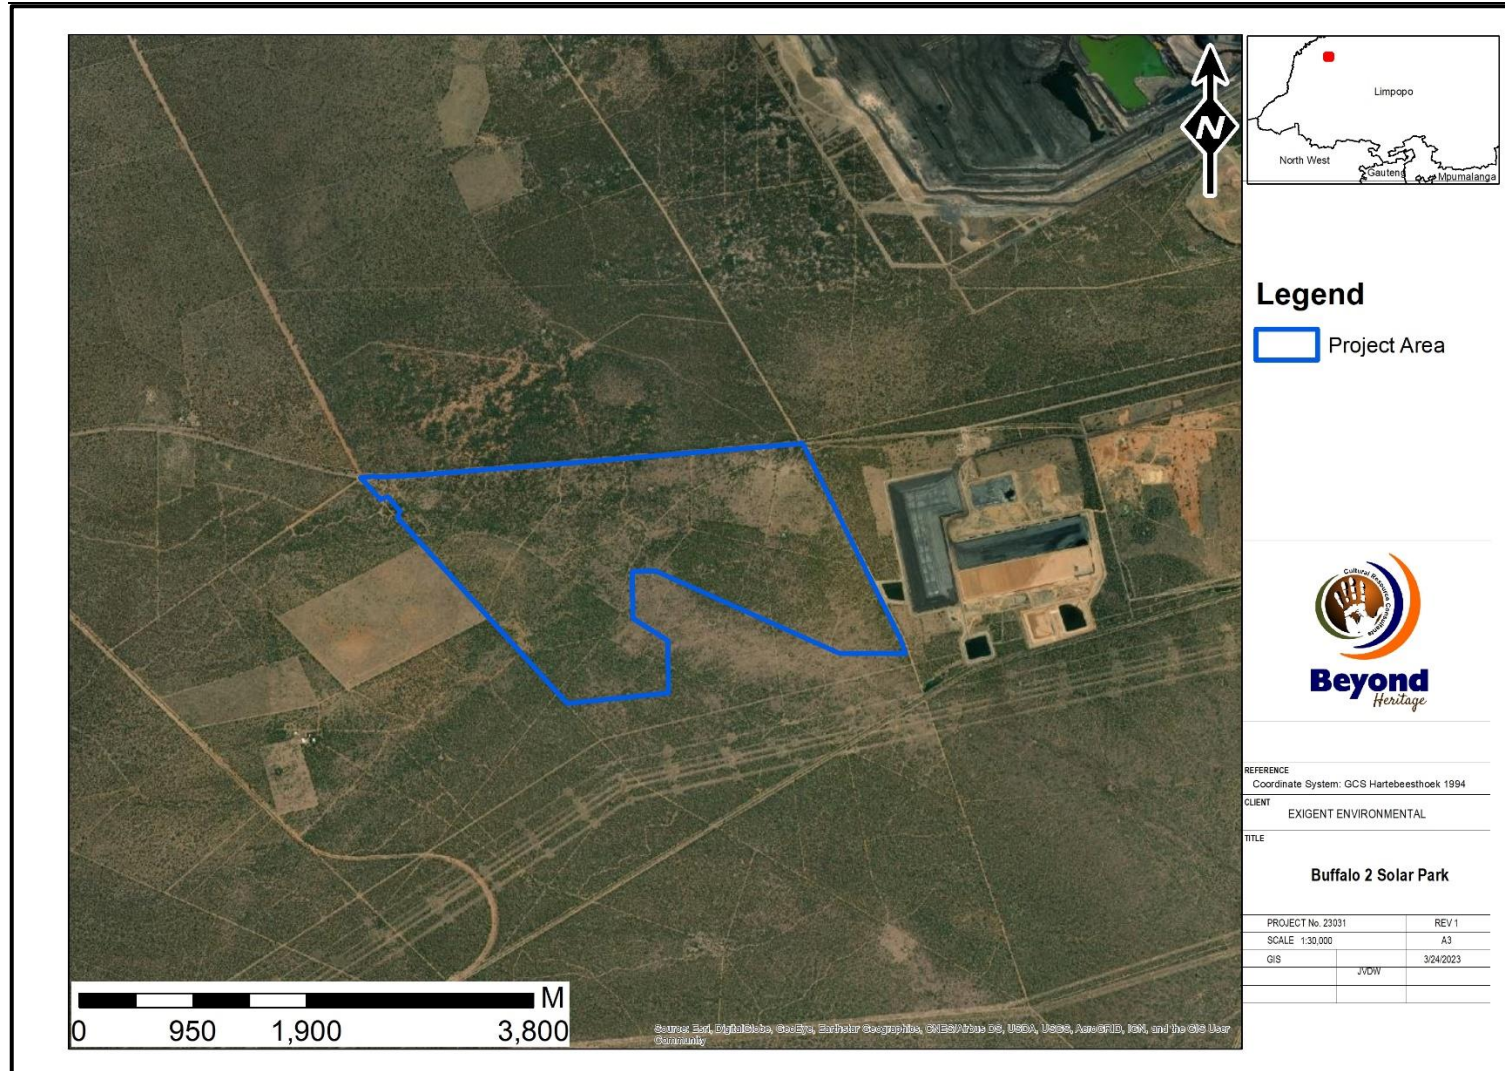 N
Limpopo
North West
Gauteng
Mpumalanga
Legend
Project Area
Cultural Resource Consultants
Beyond
Heritage
REFERENCE
Coordinate System: GCS Hartebeesthoek 1994
CLIENT
EXIGENT ENVIRONMENTAL
TITLE
Buffalo 2 Solar Park
PROJECT No. 23031 REV 1
SCALE 1:30,000 A3
GIS 3/24/2023
JVDW
M
0 950 1,900 3,800
Source: Esri, DigitalGlobe, GeoEye, Earthstar Geographics, CNES/Airbus DS, USDA, USGS, AeroGRID, IGN, and the GIS User
Community